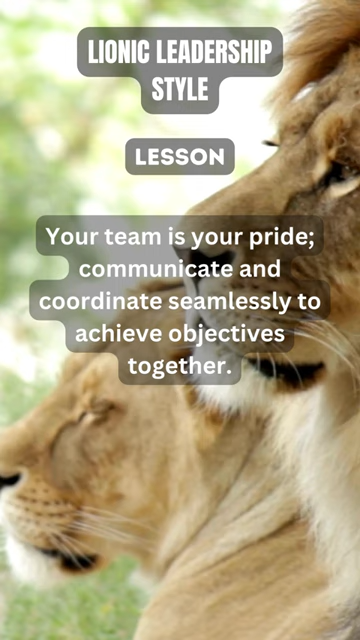 LIONIC LEADERSHIP
STYLE
LESSON
Your team is your pride;
communicate and
coordinate seamlessly to
achieve objectives
together.